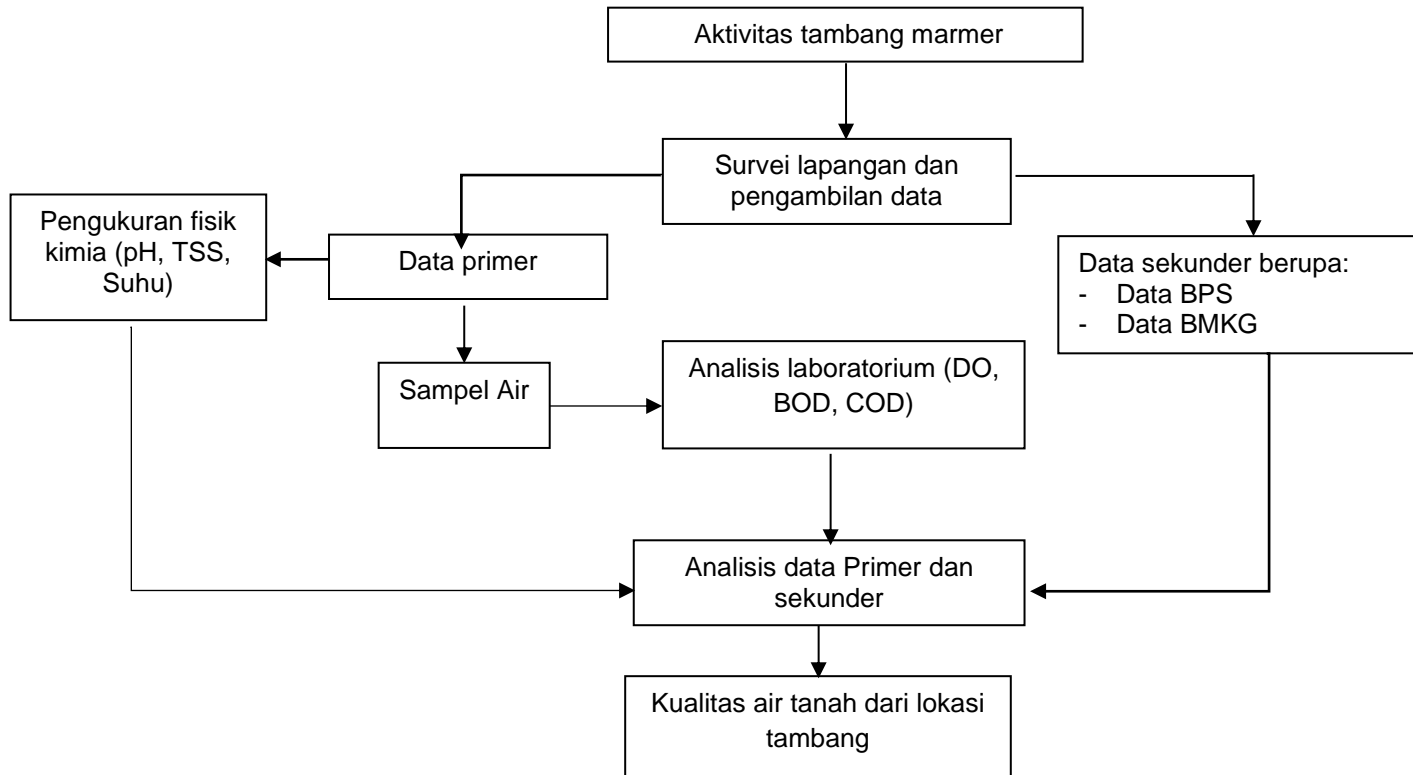 Aktivitas tambang marmer
Survei lapangan dan
pengambilan data
Pengukuran fisik
kimia (pH, TSS,
Suhu)
Data primer
Data sekunder berupa:
- Data BPS
- Data BMKG
Sampel Air
Analisis laboratorium (DO,
BOD, COD)
Analisis data Primer dan
sekunder
Kualitas air tanah dari lokasi
tambang